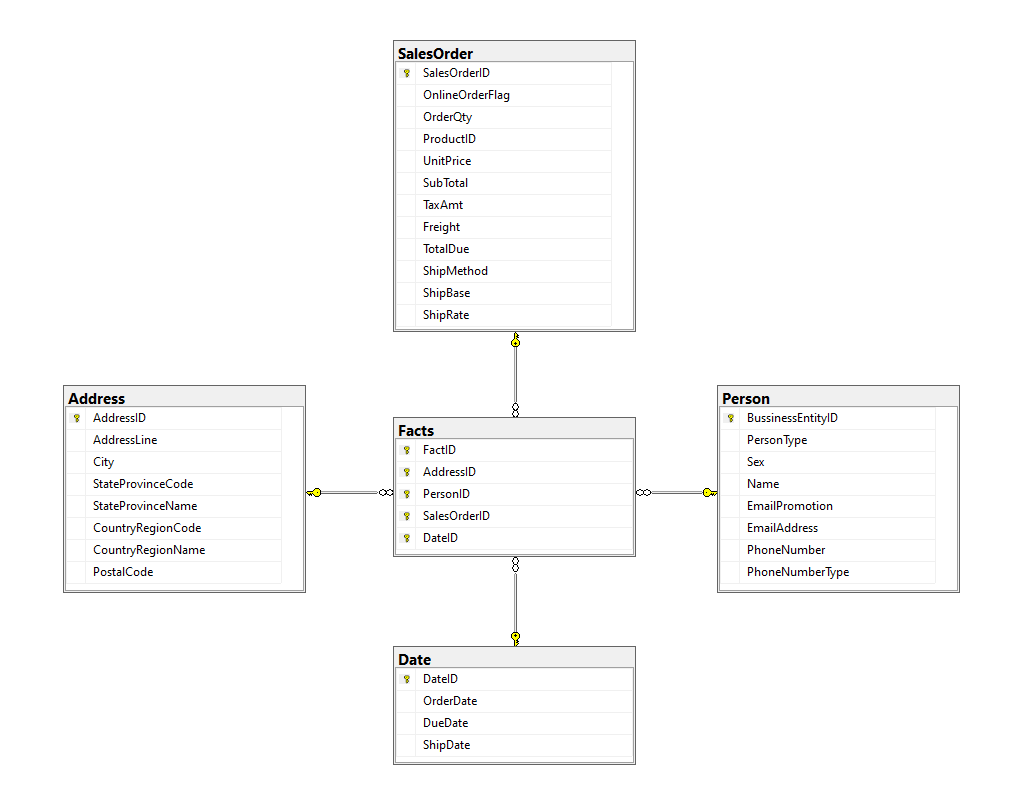 SalesOrder
SalesOrderID
OnlineOrderFlag
OrderQty
ProductID
UnitPrice
SubTotal
TaxAmt
Freight
TotalDue
ShipMethod
ShipBase
ShipRate
Address
AddressID
AddressLine
City
StateProvinceCode
StateProvinceName
CountryRegionCode
CountryRegionName
PostalCode
Facts
FactID
AddressID
PersonID
SalesOrderID
DateID
Person
BussinessEntityID
PersonType
Sex
Name
EmailPromotion
EmailAddress
PhoneNumber
PhoneNumberType
Date
DateID
OrderDate
DueDate
ShipDate